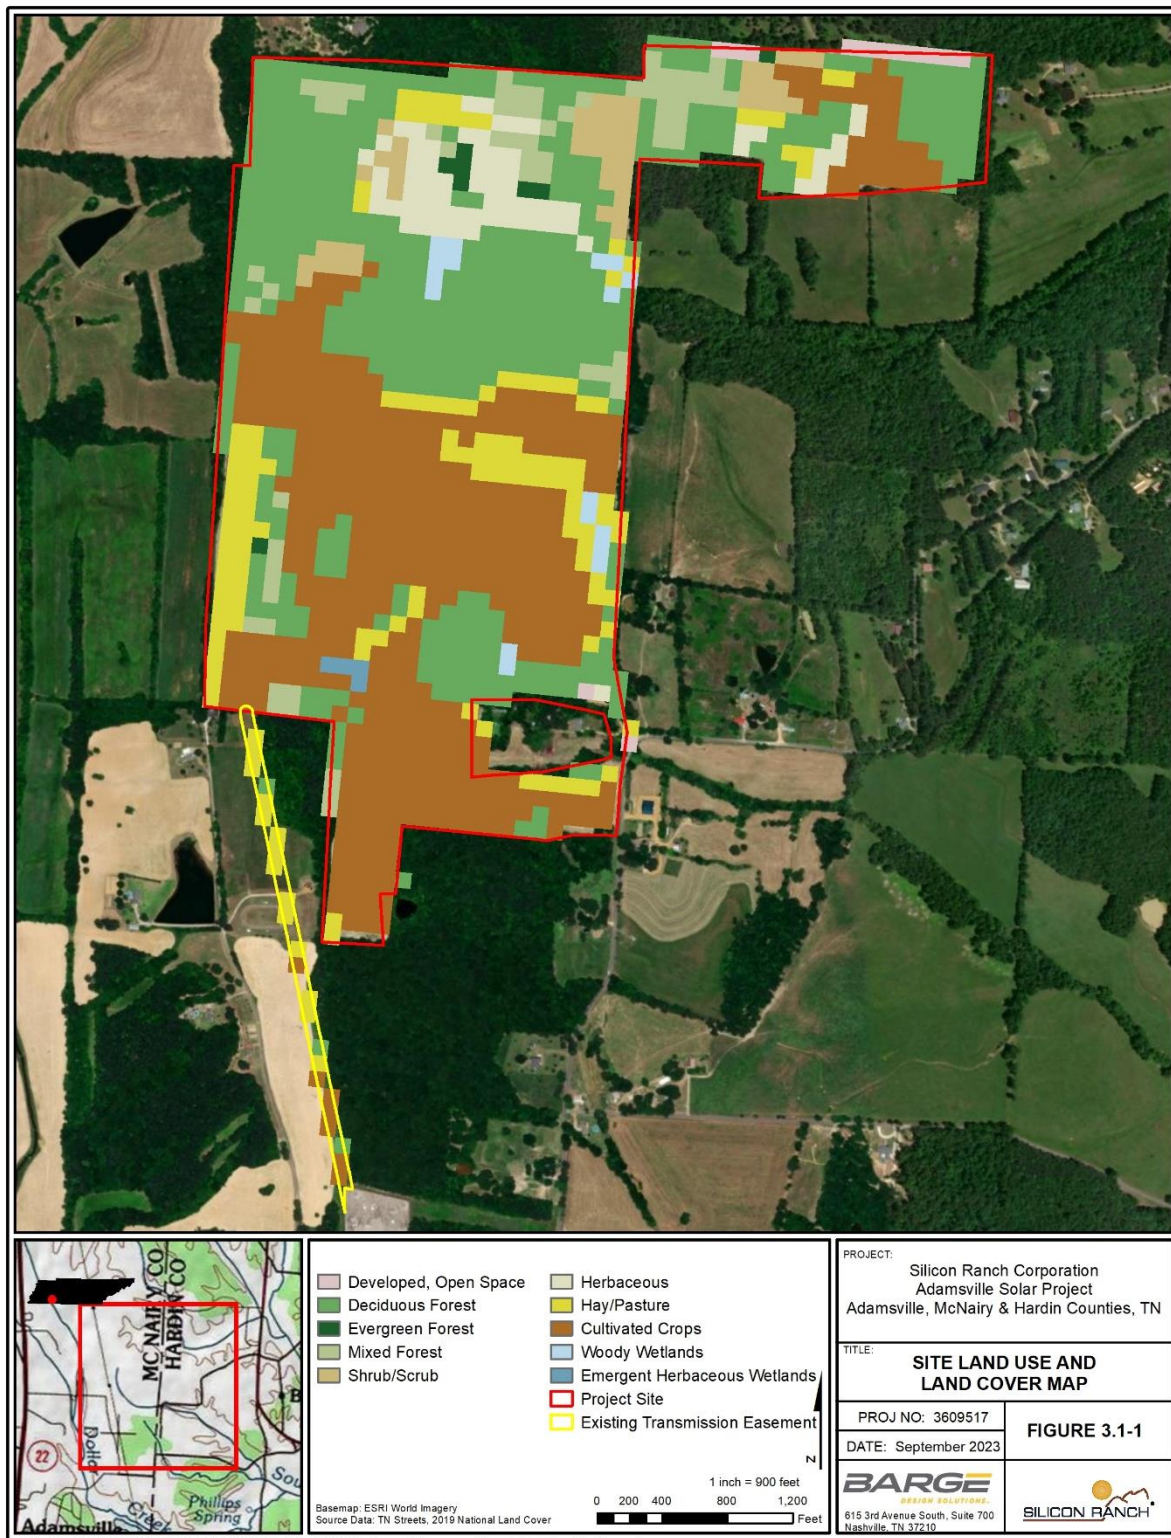 MCNAIRY CO
HARDIN CO
22
Creek
Phillips
Spring
Adamsville
Developed, Open Space
Deciduous Forest
Evergreen Forest
Mixed Forest
Shrub/Scrub
Herbaceous
Hay/Pasture
Cultivated Crops
Woody Wetlands
Emergent Herbaceous Wetlands
Project Site
Existing Transmission Easement
N
1 inch = 900 feet
0 200 400 800 1,200
Feet
Basemap: ESRI World Imagery
Source Data: TN Streets, 2019 National Land Cover
PROJECT:
Silicon Ranch Corporation
Adamsville Solar Project
Adamsville, McNairy & Hardin Counties, TN
TITLE:
SITE LAND USE AND
LAND COVER MAP
PROJ NO: 3609517
DATE: September 2023
FIGURE 3.1-1
BARGE
DESIGN SOLUTIONS.
615 3rd Avenue South, Suite 700
Nashville, TN 37210
SILICON RANCH